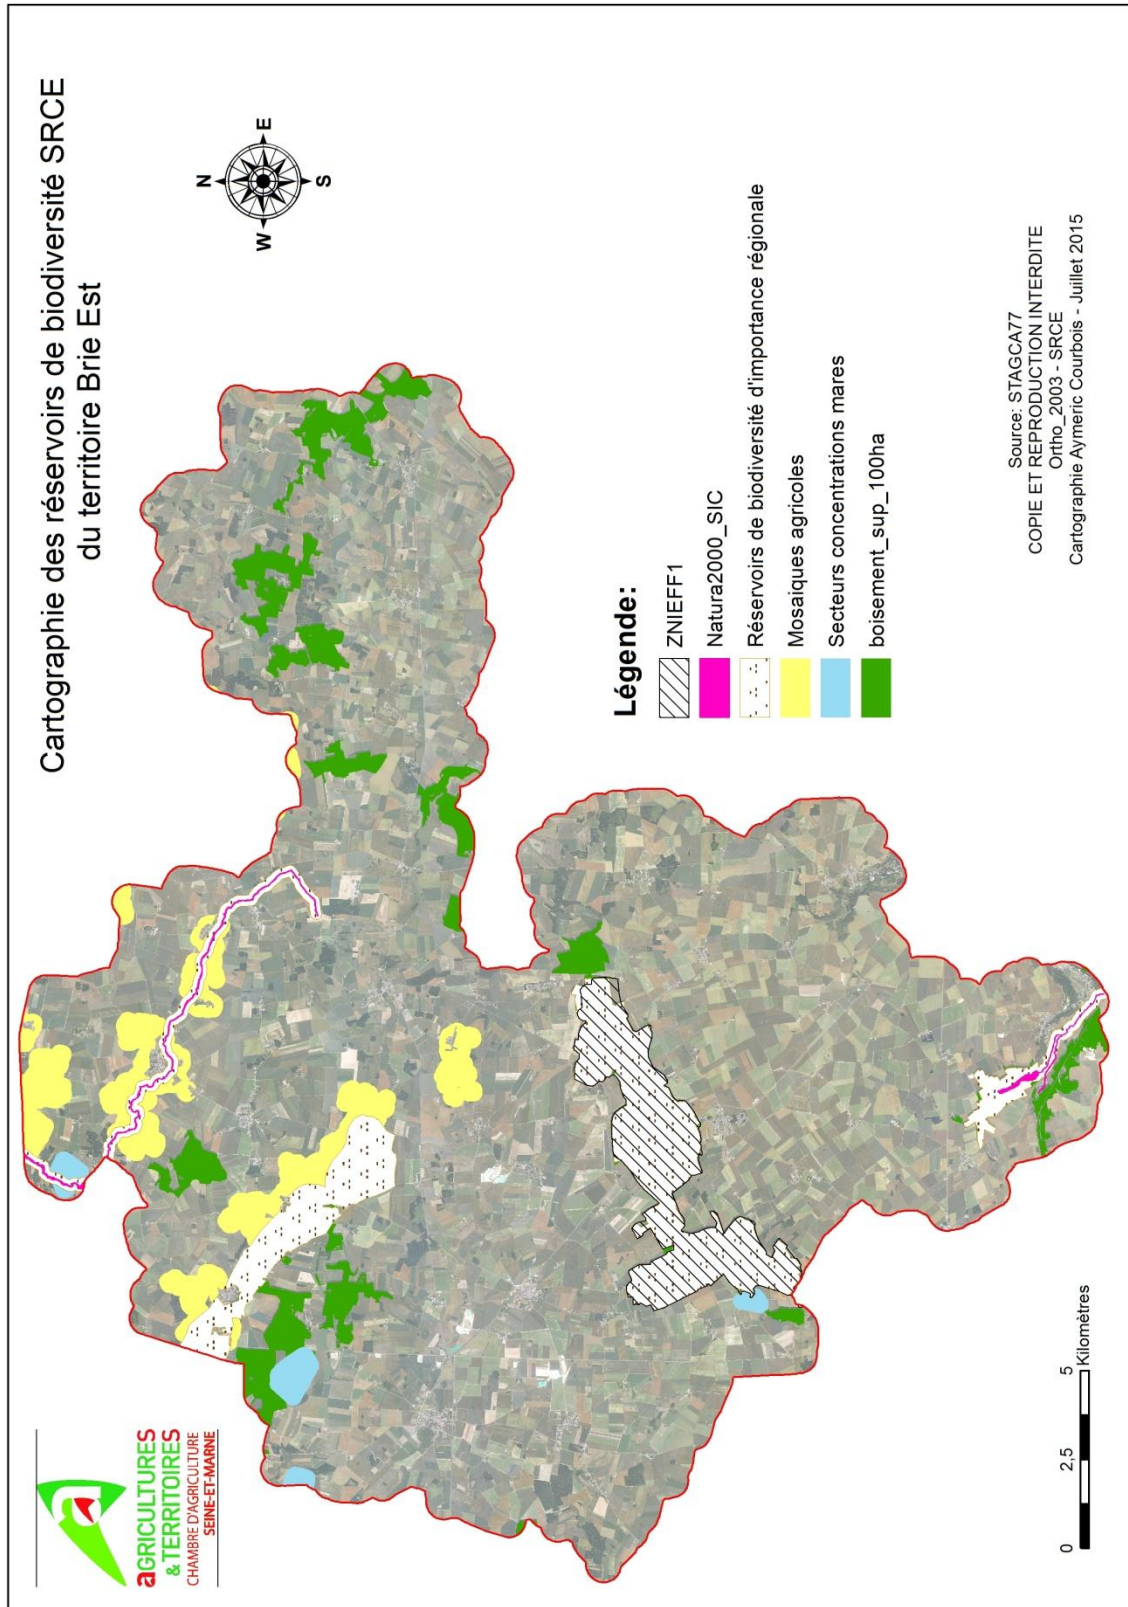 Cartographie des réservoirs de biodiversité SRCE
du territoire Brie Est
N
W
E
S
Légende:
ZNIEFF1
Natura2000_SIC
Réservoirs de biodiversité d'importance régionale
Mosaiques agricoles
Secteurs concentrations mares
boisement_sup_100ha
Source: STAGCA77
COPIE ET REPRODUCTION INTERDITE
Ortho_2003 - SRCE
Cartographie Aymeric Courbois - Juillet 2015
aGRICULTURES
& TERRITOIRES
CHAMBRE D'AGRICULTURE
SEINE-ET-MARNE
0 2,5 5
Kilomètres